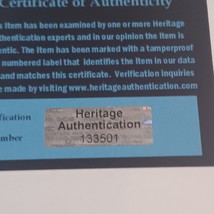 Certificate of Authenticity
s item has been examined by one or more Heritage
thentication experts and in our opinion the item is
entic. The item has been marked with a tamperproof
numbered label that identifies the item in our data
and matches this certificate. Verification inquiries
e made by visiting www.heritageauthentication.com
Heritage
fication
Authentication
mber
133501